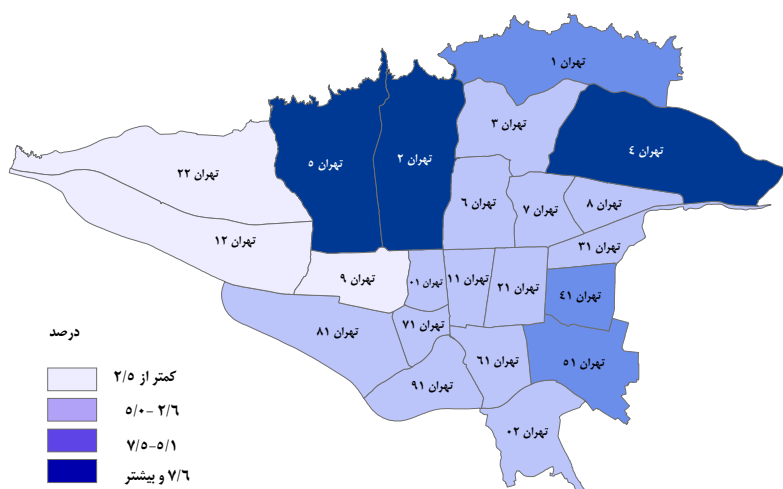 تهران ۱
تهران ۳
تهران ۴
تهران ۲
تهران ۵
تهران ۲۲
تهران ۶
تهران ۷
تهران ۸
تهران ۱۲
تهران ۳۱
تهران ۹
تهران ۰۱
تهران ۱۱
تهران ۲۱
تهران ۴۱
تهران ۸۱
تهران ۷۱
تهران ۶۱
تهران ۵۱
تهران ۹۱
تهران ۰۲
درصد
کمتر از ۲/۵
۵/۰ -۲/۶
۷/۵-۵/۱
۷/۶ و بیشتر